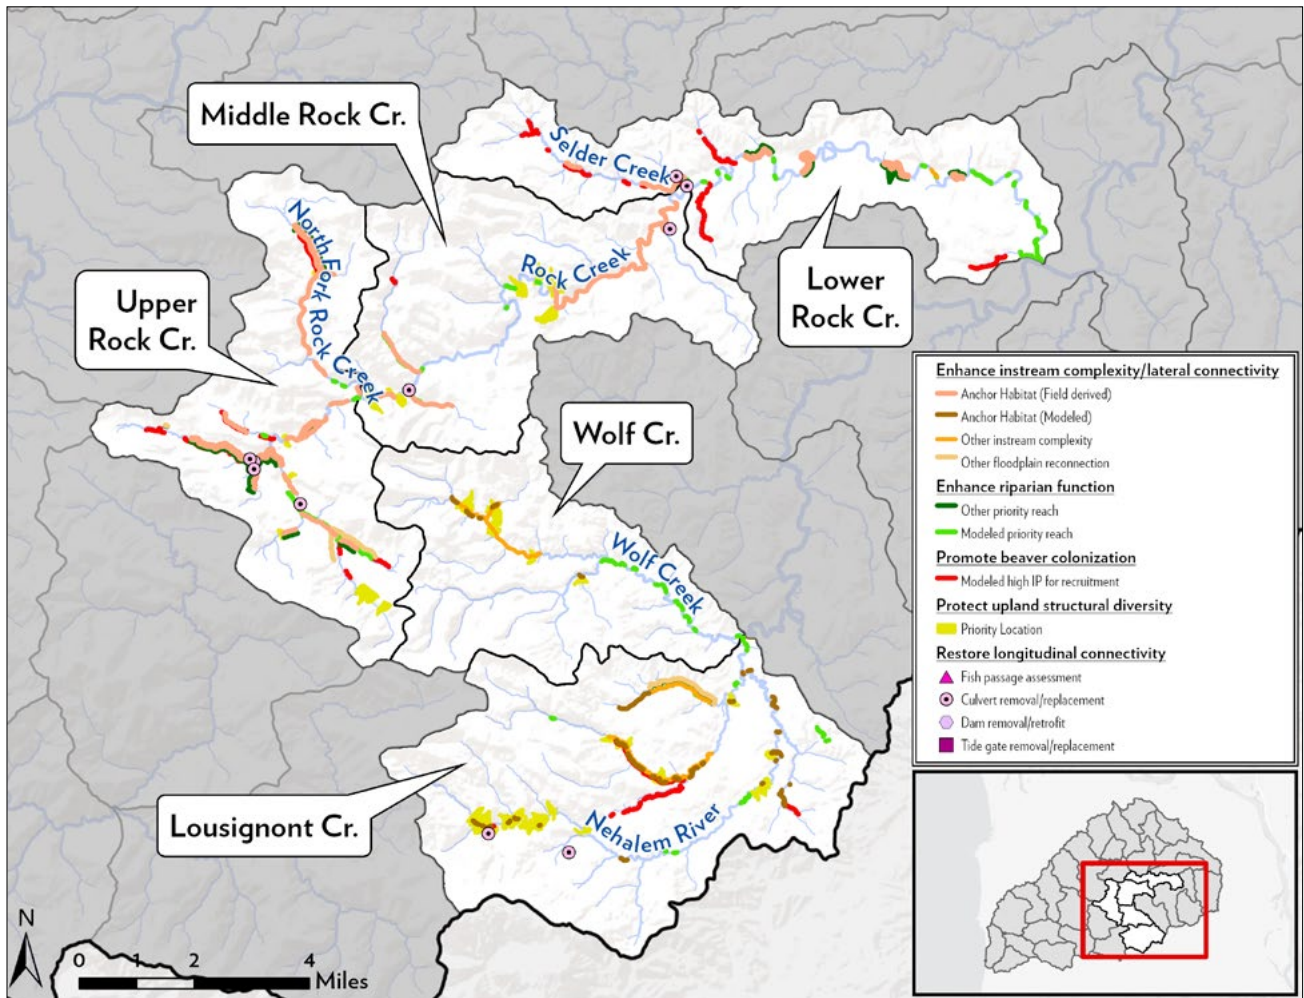 Middle Rock Cr.
Selder Creek
North Fork Rock Creek
Rock Creek
Upper
Rock Cr.
Lower
Rock Cr.
Wolf Cr.
Wolf Creek
Lousignont Cr.
Nehalem River
Enhance instream complexity/lateral connectivity
Anchor Habitat (Field derived)
Anchor Habitat (Modeled)
Other instream complexity
Other floodplain reconnection
Enhance riparian function
Other priority reach
Modeled priority reach
Promote beaver colonization
Modeled high IP for recruitment
Protect upland structural diversity
Priority Location
Restore longitudinal connectivity
Fish passage assessment
Culvert removal/replacement
Dam removal/retrofit
Tide gate removal/replacement
N
0 1 2 4
Miles